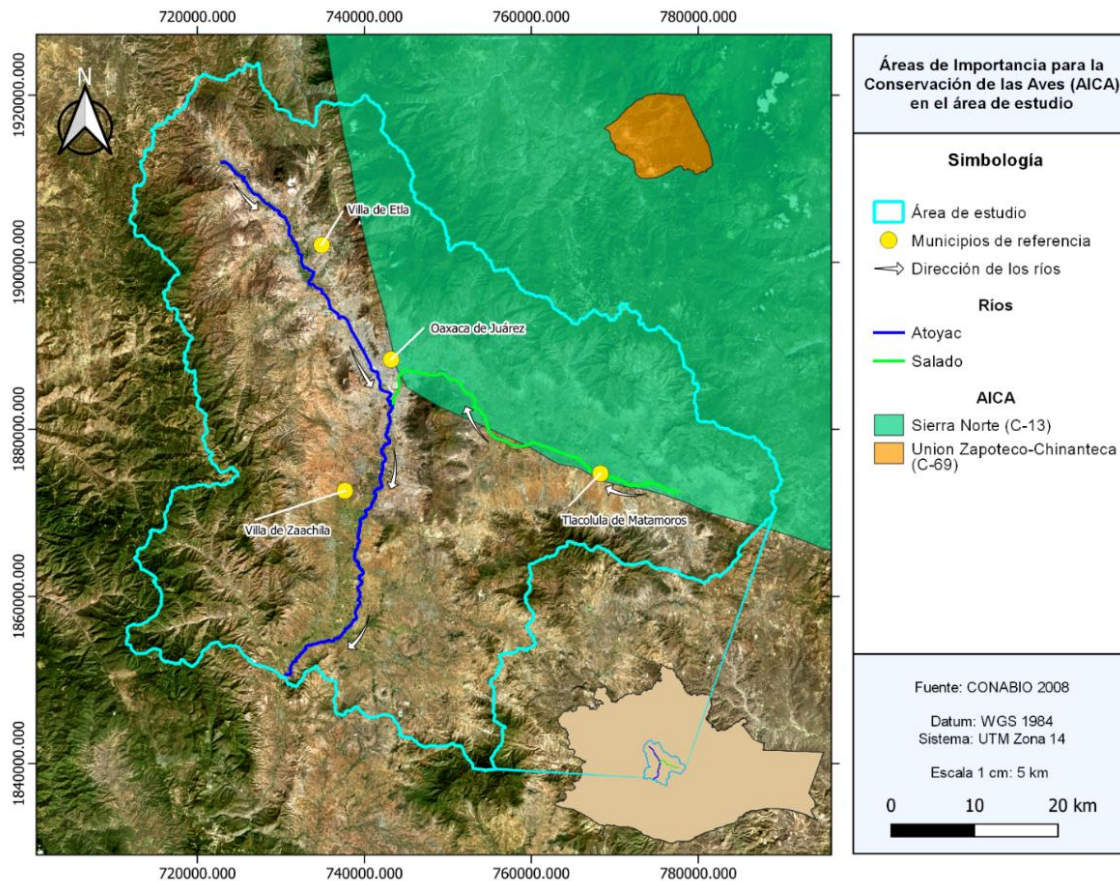 720000.000
740000.000
760000.000
780000.000
1920000.000
1900000.000
1880000.000
1860000.000
1840000.000
N
Villa de Etla
Oaxaca de Juárez
Villa de Zaachila
Tlacolula de Matamoros
720000.000
740000.000
760000.000
780000.000
Áreas de Importancia para la
Conservación de las Aves (AICA)
en el área de estudio
Simbología
Área de estudio
Municipios de referencia
Dirección de los ríos
Ríos
Atoyac
Salado
AICA
Sierra Norte (C-13)
Union Zapoteco-Chinanteca
(C-69)
Fuente: CONABIO 2008
Datum: WGS 1984
Sistema: UTM Zona 14
Escala 1 cm: 5 km
0
10
20 km